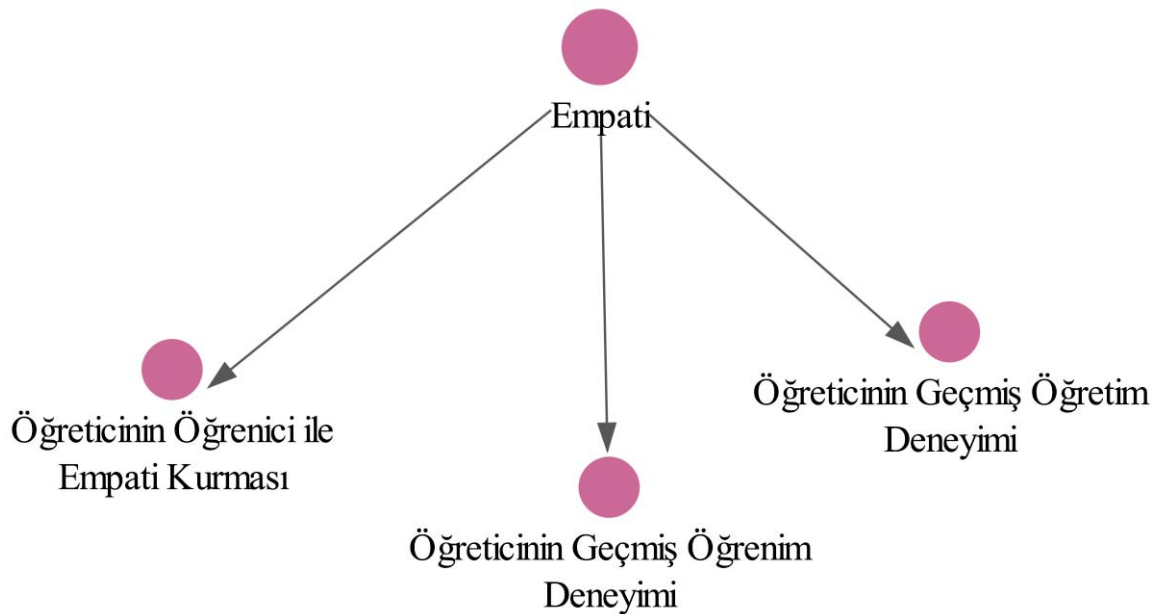 Empati
Öğreticinin Öğrenici ile
Empati Kurması
Öğreticinin Geçmiş Öğrenim
Deneyimi
Öğreticinin Geçmiş Öğretim
Deneyimi